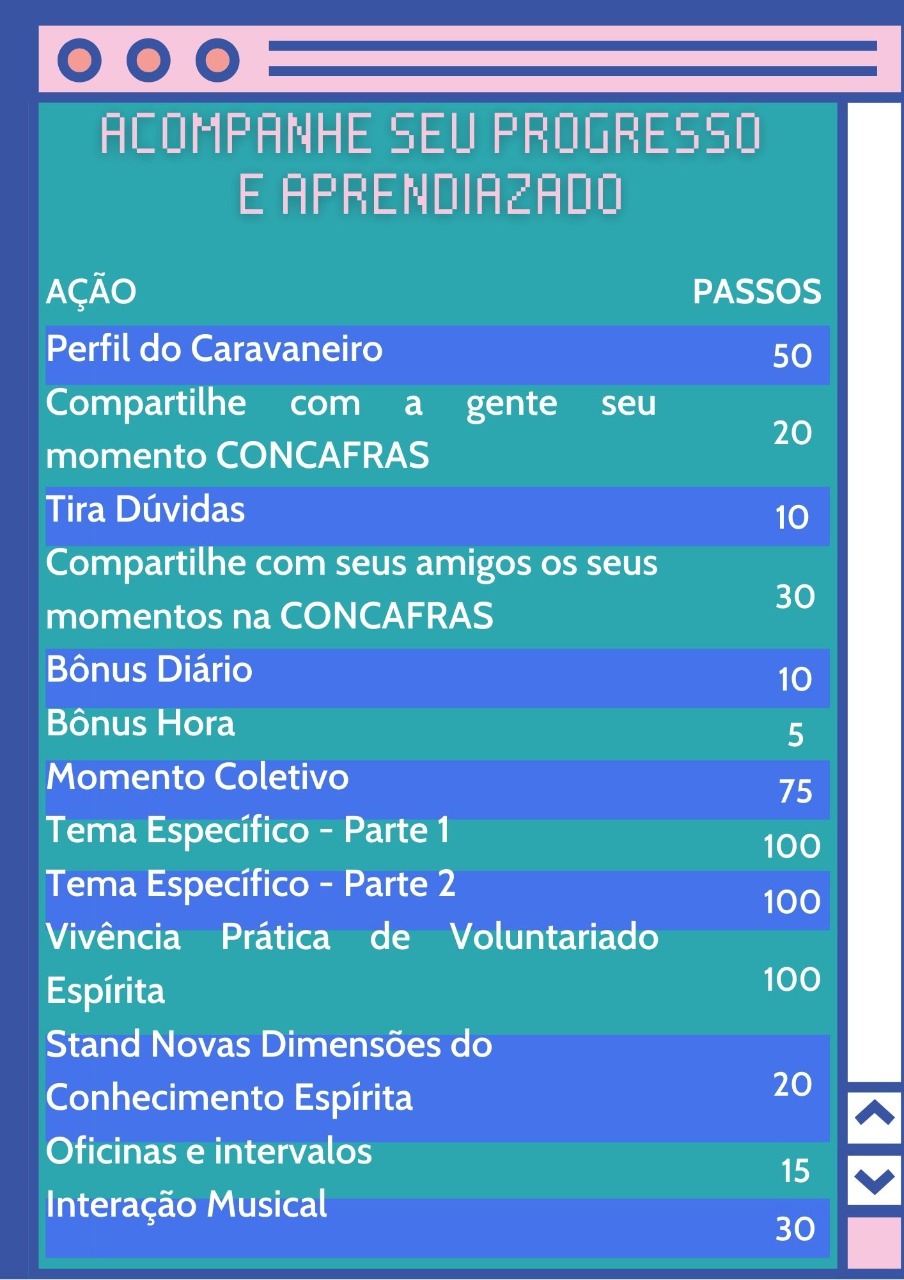 ACOMPANHE SEU PROGRESSO
E APRENDIAZADO
AÇÃO PASSOS
Perfil do Caravaneiro 50
Compartilhe com a gente seu
momento CONCAFRAS 20
Tira Dúvidas 10
Compartilhe com seus amigos os seus
momentos na CONCAFRAS 30
Bônus Diário 10
Bônus Hora 5
Momento Coletivo 75
Tema Específico - Parte 1 100
Tema Específico - Parte 2 100
Vivência Prática de Voluntariado
Espírita 100
Stand Novas Dimensões do
Conhecimento Espírita 20
Oficinas e intervalos 15
Interação Musical 30